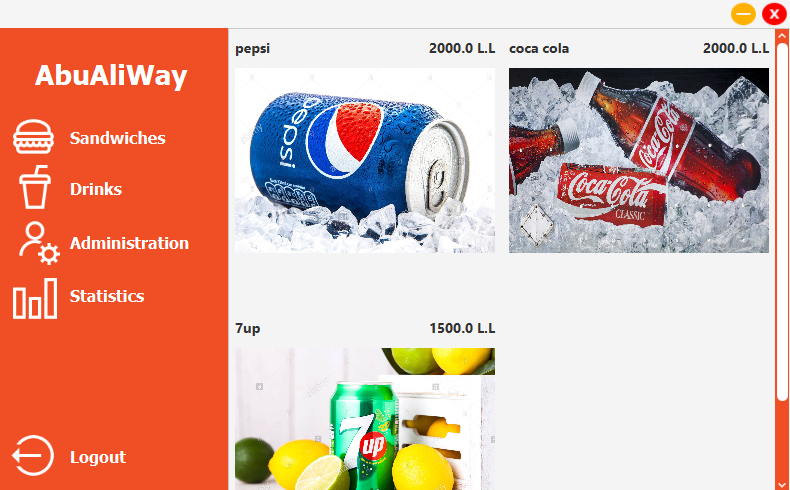 X
AbuAliWay
Sandwiches
Drinks
Administration
Statistics
Logout
pepsi 2000.0 L.L
pepsi
coca cola 2000.0 L.L
Coca-Cola
Coca-Cola
CLASSIC
7up 1500.0 L.L
7up